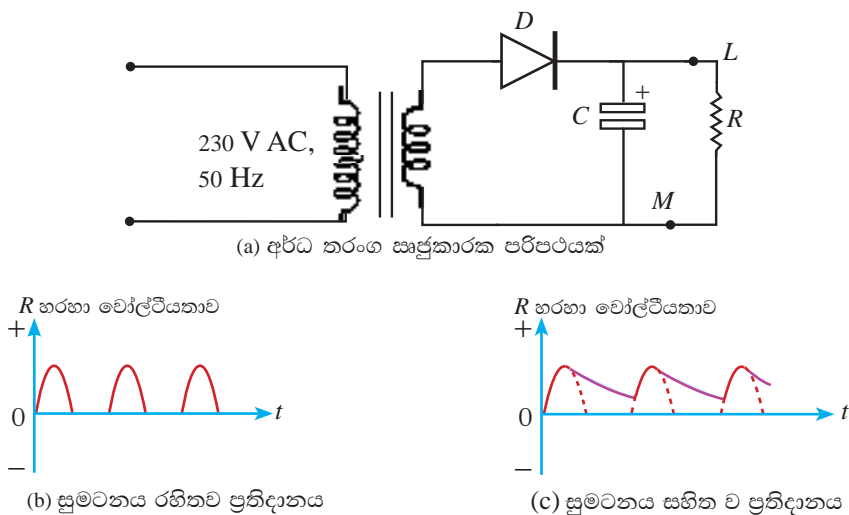 D
L
230 V AC,
50 Hz
+
C
R
M
(a) අර්ධ තරංග ඍජුකාරක පරිපථයක්
R හරහා වෝල්ටීයතාව
+
0
t
−
(b) සුමටනය රහිතව ප්‍රතිදානය
R හරහා වෝල්ටීයතාව
+
0
t
−
(c) සුමටනය සහිත ව ප්‍රතිදානය